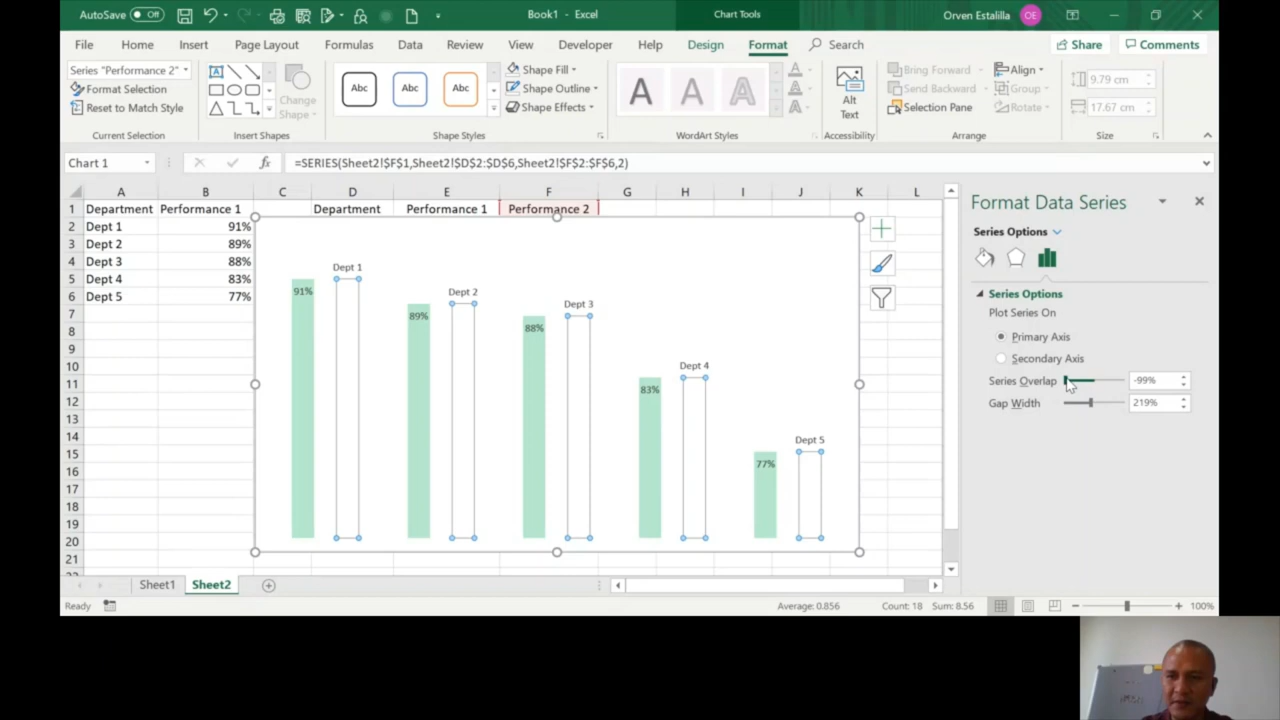 AutoSave Off Book1 - Excel Chart Tools Orven Estalilla OE
File Home Insert Page Layout Formulas Data Review View Developer Help Design Format Search Share Comments
Series "Performance 2"
Format Selection
Reset to Match Style
Current Selection
Change
Shape
Insert Shapes
Abc Abc Abc
Shape Fill
Shape Outline
Shape Effects
Shape Styles
A A A
WordArt Styles
Alt
Text
Accessibility
Bring Forward
Send Backward
Selection Pane
Align
Group
Rotate
Arrange
9.79 cm
17.67 cm
Size
Chart 1 fx =SERIES(Sheet2!$F$1,Sheet2!$D$2:$D$6,Sheet2!$F$2:$F$6,2)
A B C D E F G H I J K L
1 Department Performance 1 Department Performance 1 Performance 2
2 Dept 1 91%
3 Dept 2 89%
4 Dept 3 88%
5 Dept 4 83%
6 Dept 5 77%
7
8
9
10
11
12
13
14
15
16
17
18
19
20
21
Dept 1
91%
Dept 2
89%
Dept 3
88%
Dept 4
83%
Dept 5
77%
Format Data Series
Series Options
Series Options
Plot Series On
Primary Axis
Secondary Axis
Series Overlap -99%
Gap Width 219%
Sheet1 Sheet2
Ready Average: 0.856 Count: 18 Sum: 8.56 100%